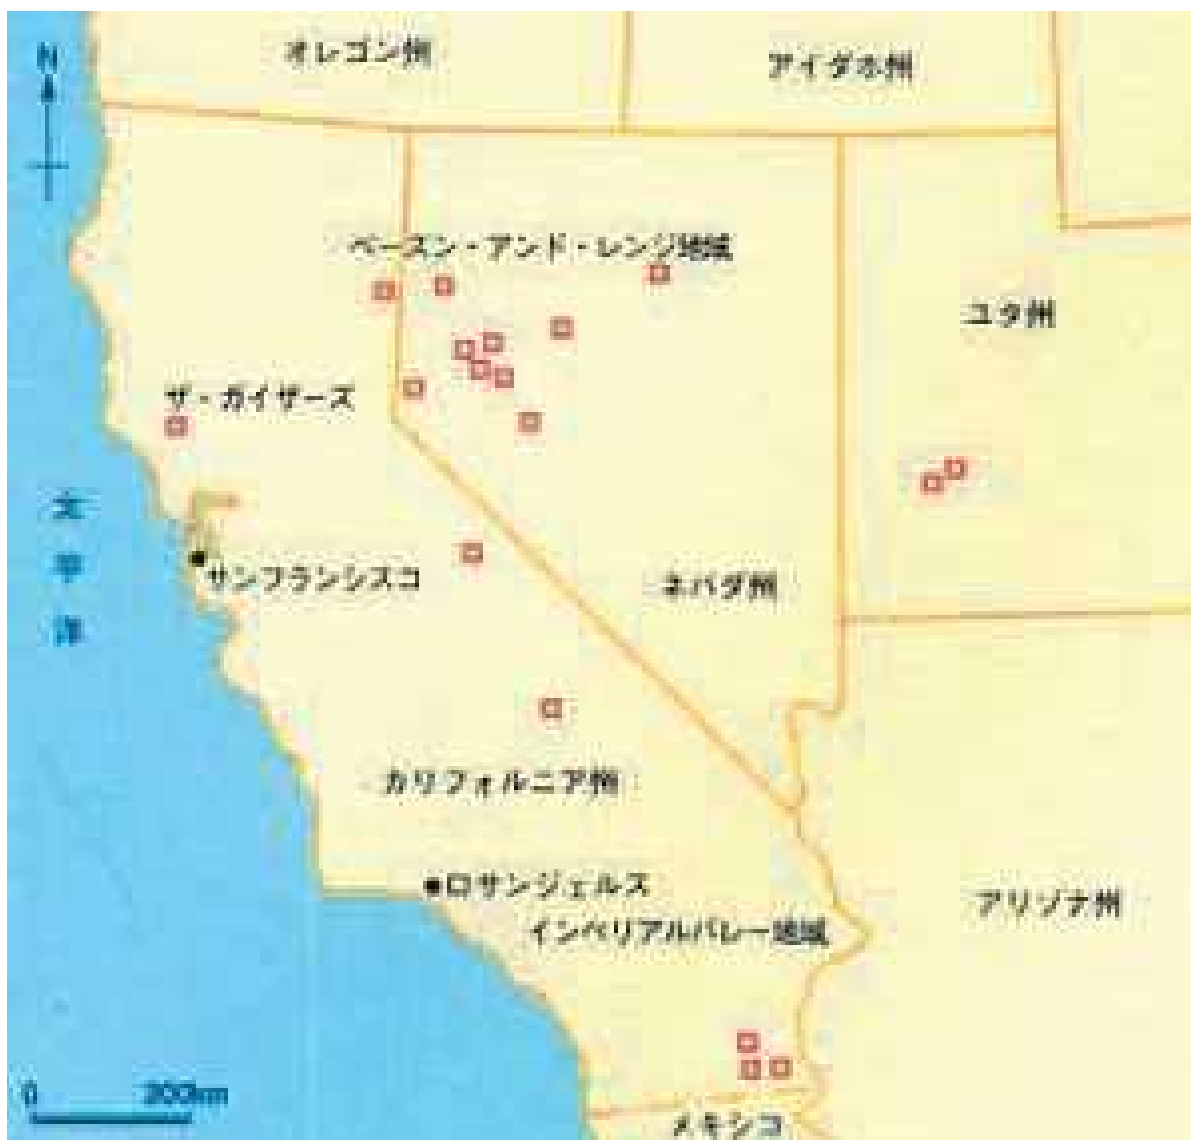 N
オレゴン州
アイダホ州
ベースン・アンド・レンジ地域
ユタ州
ザ・ガイザーズ
太平洋
サンフランシスコ
ネバダ州
カリフォルニア州
ロサンジェルス
インペリアルバレー地域
アリゾナ州
0 200km
メキシコ